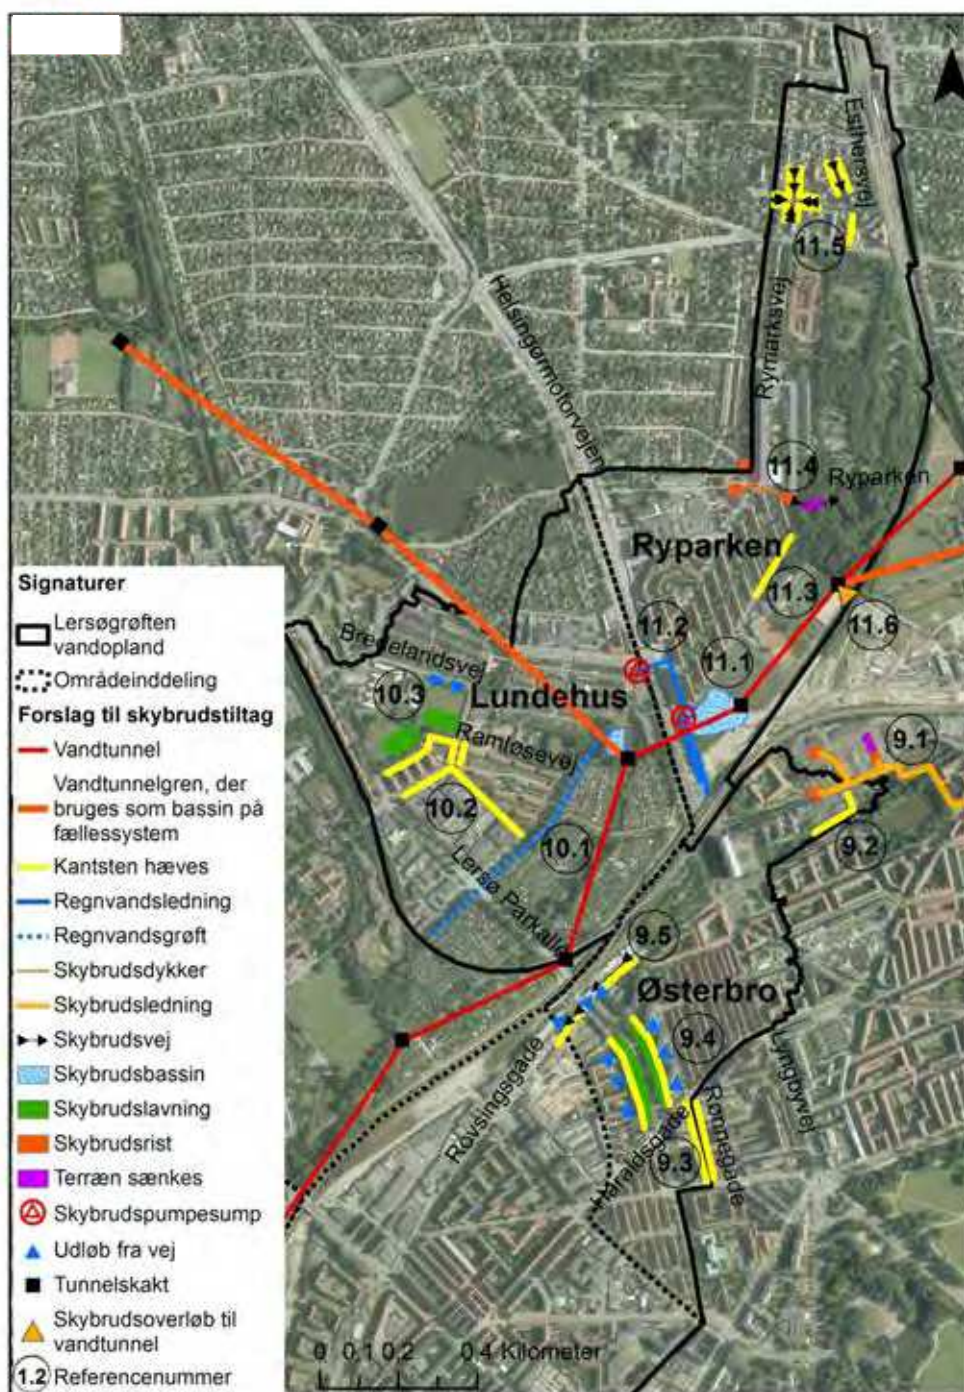 N
Esthersvej
11.5
Helsingørmotorvejen
Rymarksvej
11.4
Ryparken
Ryparken
11.3
11.6
11.2
11.1
Bredelandsvej
10.3
Lundehus
Ramløsevej
9.1
10.2
10.1
9.2
Lersø Parkalle
9.5
Østerbro
9.4
Lyngbyvej
Rovsingsgade
Haraldsgade
9.3
Rønnegade
0 0.1 0.2 0.4 Kilometer
Signaturer
Lersøgrøften
vandopland
Områdeinddeling
Forslag til skybrudstiltag
Vandtunnel
Vandtunnelgren, der
bruges som bassin på
fællessystem
Kantsten hæves
Regnvandsledning
Regnvandsgrøft
Skybrudsdykker
Skybrudsledning
Skybrudsvej
Skybrudsbassin
Skybrudslavning
Skybrudsrist
Terræn sænkes
Skybrudspumpesump
Udløb fra vej
Tunnelskakt
Skybrudsoverløb til
vandtunnel
1.2 Referencenummer